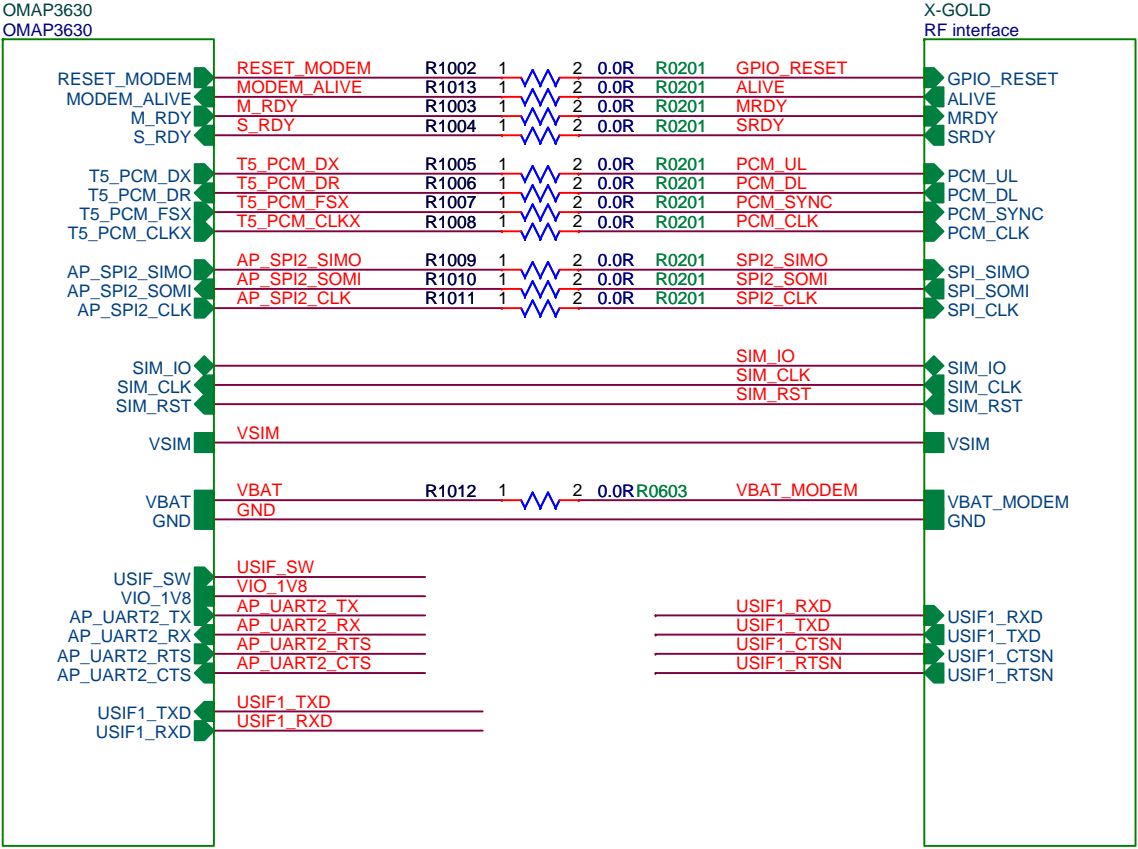 OMAP3630 X-GOLD
OMAP3630 RF interface
RESET_MODEM RESET_MODEM R1002 1 2 0.0R R0201 GPIO_RESET GPIO_RESET
MODEM_ALIVE MODEM_ALIVE R1013 1 2 0.0R R0201 ALIVE ALIVE
M_RDY M_RDY R1003 1 2 0.0R R0201 MRDY MRDY
S_RDY S_RDY R1004 1 2 0.0R R0201 SRDY SRDY
T5_PCM_DX T5_PCM_DX R1005 1 2 0.0R R0201 PCM_UL PCM_UL
T5_PCM_DR T5_PCM_DR R1006 1 2 0.0R R0201 PCM_DL PCM_DL
T5_PCM_FSX T5_PCM_FSX R1007 1 2 0.0R R0201 PCM_SYNC PCM_SYNC
T5_PCM_CLKX T5_PCM_CLKX R1008 1 2 0.0R R0201 PCM_CLK PCM_CLK
AP_SPI2_SIMO AP_SPI2_SIMO R1009 1 2 0.0R R0201 SPI2_SIMO SPI_SIMO
AP_SPI2_SOMI AP_SPI2_SOMI R1010 1 2 0.0R R0201 SPI2_SOMI SPI_SOMI
AP_SPI2_CLK AP_SPI2_CLK R1011 1 2 0.0R R0201 SPI2_CLK SPI_CLK
SIM_IO SIM_IO SIM_IO
SIM_CLK SIM_CLK SIM_CLK
SIM_RST SIM_RST SIM_RST
VSIM VSIM VSIM
VBAT VBAT R1012 1 2 0.0R R0603 VBAT_MODEM VBAT_MODEM
GND GND GND
USIF_SW USIF_SW
VIO_1V8 VIO_1V8
AP_UART2_TX AP_UART2_TX USIF1_RXD USIF1_RXD
AP_UART2_RX AP_UART2_RX USIF1_TXD USIF1_TXD
AP_UART2_RTS AP_UART2_RTS USIF1_CTSN USIF1_CTSN
AP_UART2_CTS AP_UART2_CTS USIF1_RTSN USIF1_RTSN
USIF1_TXD USIF1_TXD
USIF1_RXD USIF1_RXD